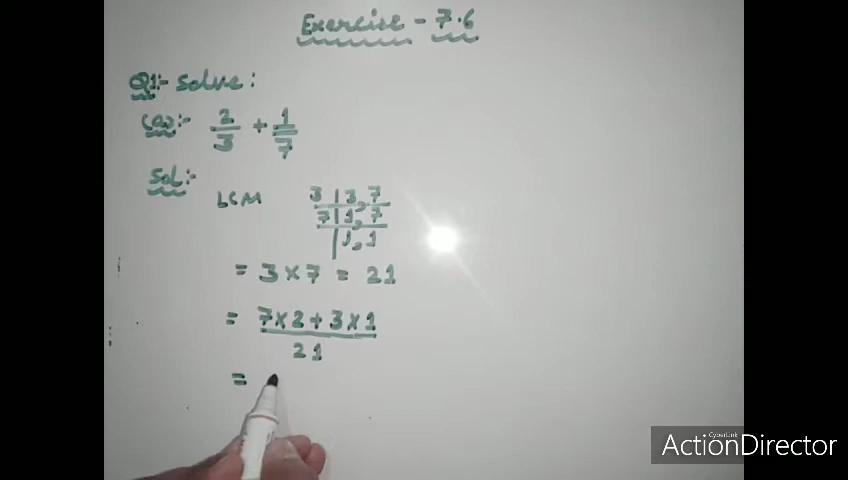 Exercise - 7.6
Q1:- Solve:
(a):- 2/3 + 1/7
Sol:-
LCM 3 | 3, 7
7 | 1, 7
| 1, 1
= 3 × 7 = 21
= 7×2 + 3×1 / 21
=
CyberLink
ActionDirector